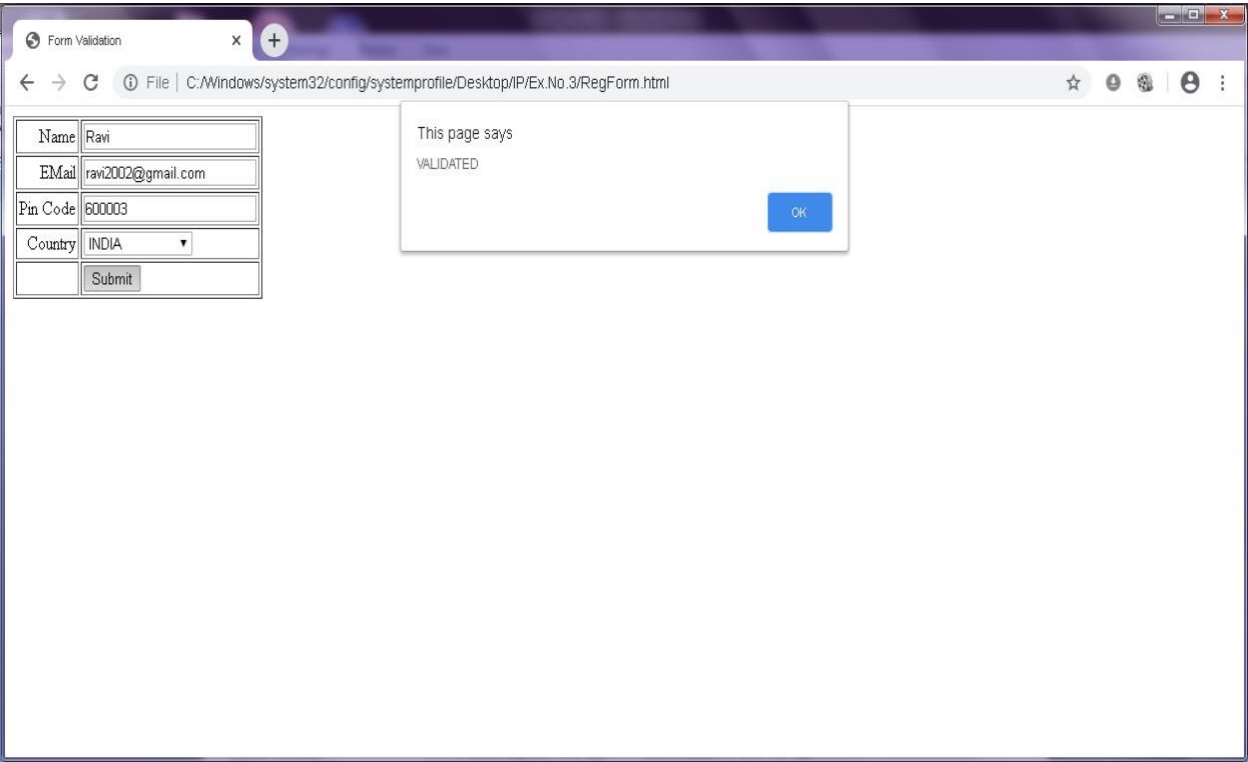 Form Validation
File | C:/Windows/system32/config/systemprofile/Desktop/IP/Ex.No.3/RegForm.html
This page says
VALIDATED
OK
Name Ravi
EMail ravi2002@gmail.com
Pin Code 600003
Country INDIA
Submit